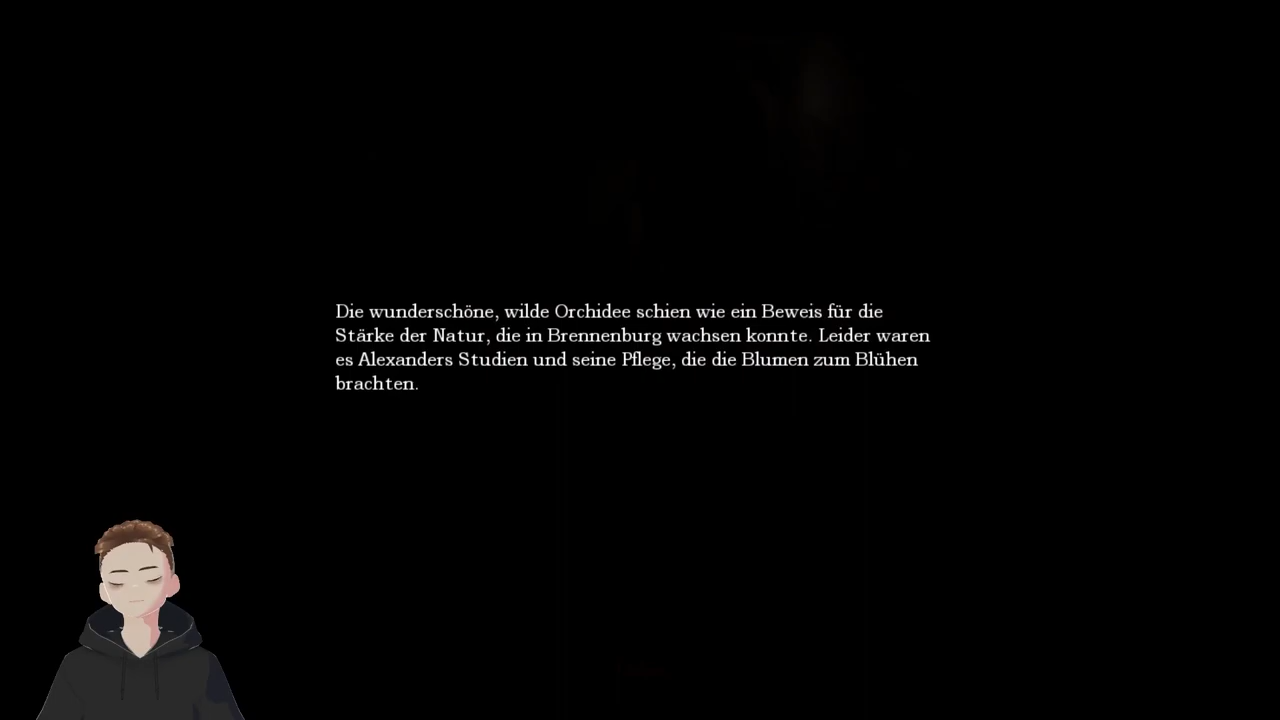 Die wunderschöne, wilde Orchidee schien wie ein Beweis für die
Stärke der Natur, die in Brennenburg wachsen konnte. Leider waren
es Alexanders Studien und seine Pflege, die die Blumen zum Blühen
brachten.